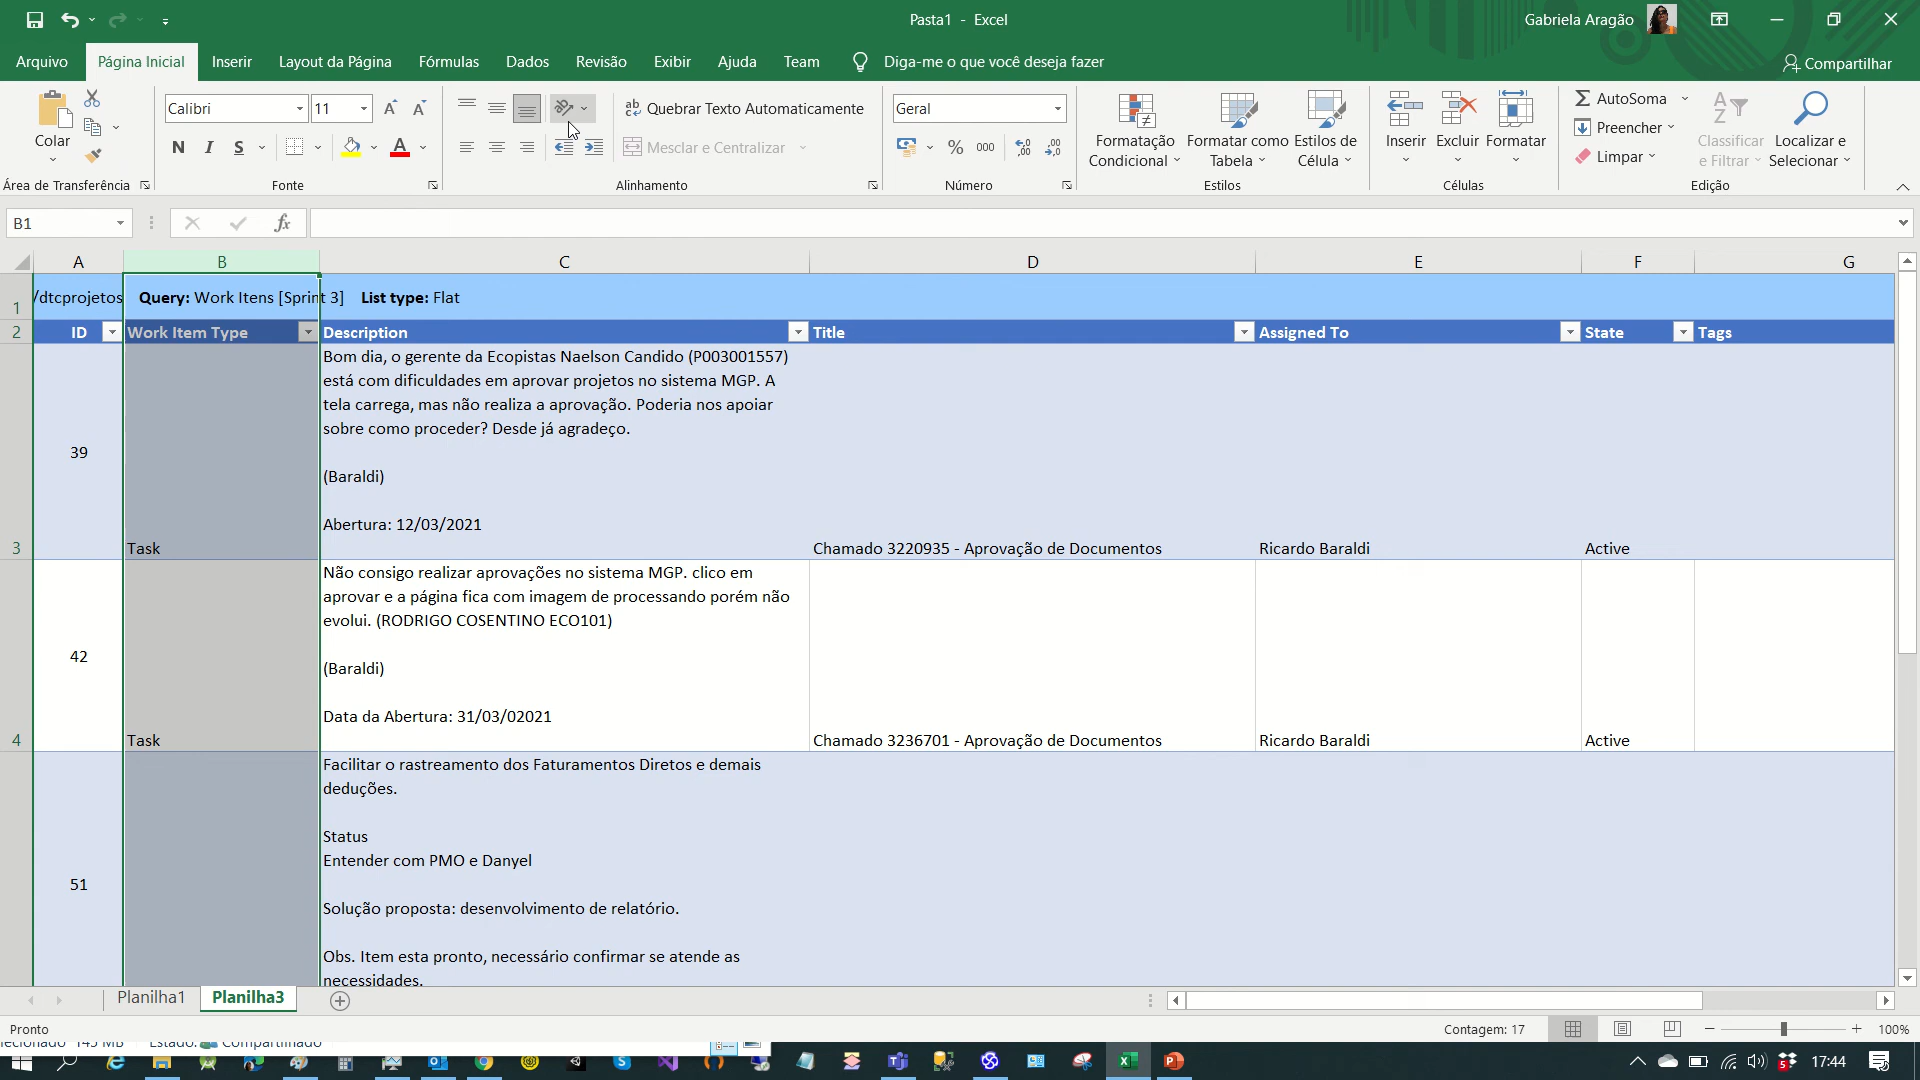 Pasta1 - Excel
Gabriela Aragão
Arquivo
Página Inicial
Inserir
Layout da Página
Fórmulas
Dados
Revisão
Exibir
Ajuda
Team
Diga-me o que você deseja fazer
Compartilhar
Colar
Área de Transferência
Calibri
11
N
I
S
Fonte
Quebrar Texto Automaticamente
Mesclar e Centralizar
Alinhamento
Geral
%
000
Número
Formatação Condicional
Formatar como Tabela
Estilos de Célula
Estilos
Inserir
Excluir
Formatar
Células
AutoSoma
Preencher
Limpar
Classificar e Filtrar
Localizar e Selecionar
Edição
B1
fx
A B C D E F G
1 /dtcprojetos Query: Work Itens [Sprint 3] List type: Flat
2 ID Work Item Type Description Title Assigned To State Tags
Bom dia, o gerente da Ecopistas Naelson Candido (P003001557)
está com dificuldades em aprovar projetos no sistema MGP. A
tela carrega, mas não realiza a aprovação. Poderia nos apoiar
sobre como proceder? Desde já agradeço.
39
(Baraldi)
Abertura: 12/03/2021
3 Task Chamado 3220935 - Aprovação de Documentos Ricardo Baraldi Active
Não consigo realizar aprovações no sistema MGP. clico em
aprovar e a página fica com imagem de processando porém não
evolui. (RODRIGO COSENTINO ECO101)
42
(Baraldi)
Data da Abertura: 31/03/02021
4 Task Chamado 3236701 - Aprovação de Documentos Ricardo Baraldi Active
Facilitar o rastreamento dos Faturamentos Diretos e demais
deduções.
Status
Entender com PMO e Danyel
51
Solução proposta: desenvolvimento de relatório.
Obs. Item esta pronto, necessário confirmar se atende as
necessidades.
Planilha1
Planilha3
Pronto
Contagem: 17
100%
17:44